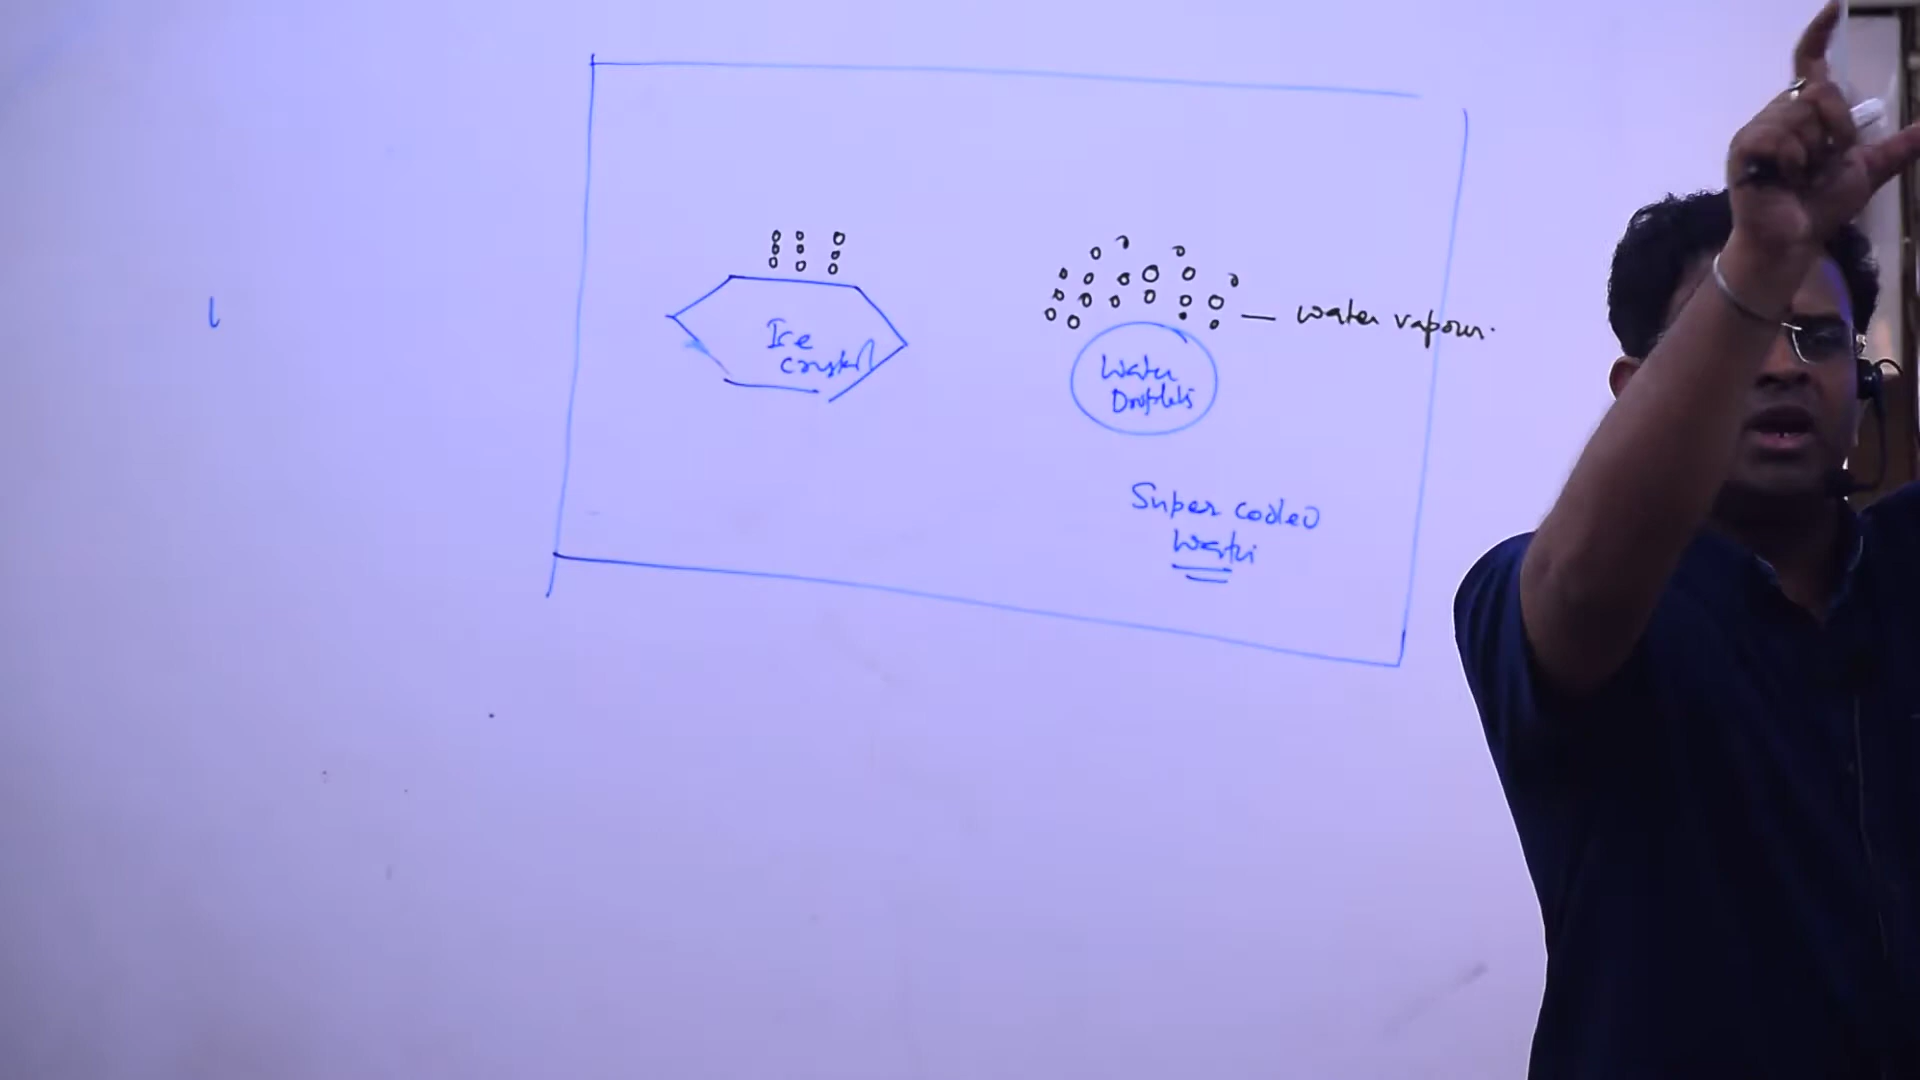 Ice
crystal
water vapour.
Water
Droplets
Super cooled
Water